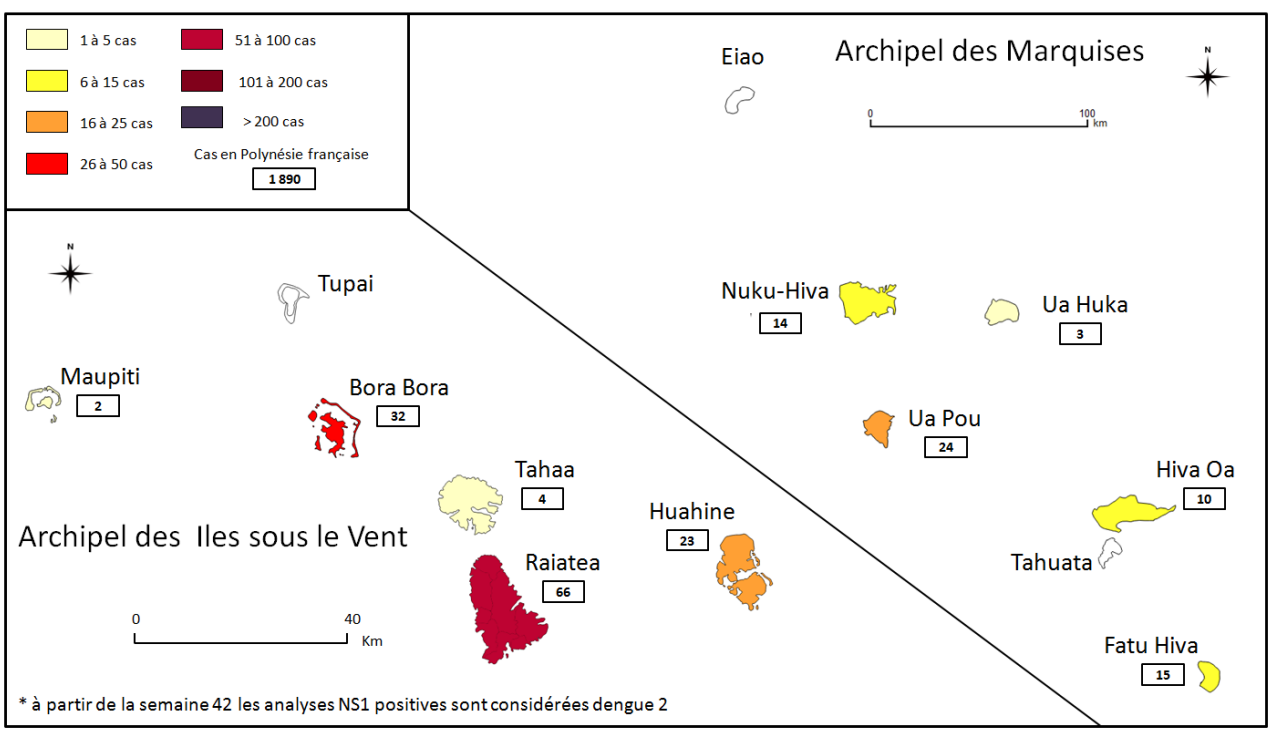 1 à 5 cas
6 à 15 cas
16 à 25 cas
26 à 50 cas
51 à 100 cas
101 à 200 cas
> 200 cas
Cas en Polynésie française
1 890
Archipel des Marquises
N
0 100
km
Eiao
Nuku-Hiva
14
Ua Huka
3
Ua Pou
24
Hiva Oa
10
Tahuata
Fatu Hiva
15
N
Tupai
Maupiti
2
Bora Bora
32
Tahaa
4
Huahine
23
Raiatea
66
Archipel des Iles sous le Vent
0 40
Km
* à partir de la semaine 42 les analyses NS1 positives sont considérées dengue 2